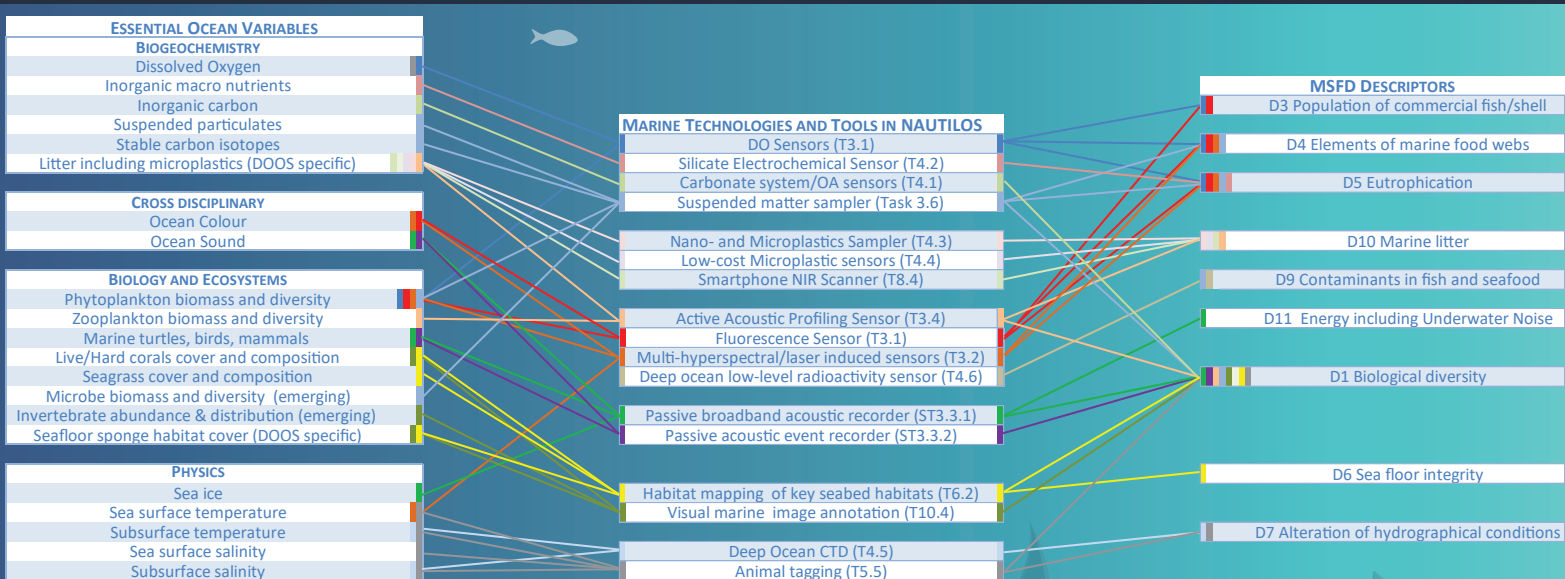 ESSENTIAL OCEAN VARIABLES
BIOGEOCHEMISTRY
Dissolved Oxygen
Inorganic macro nutrients
Inorganic carbon
Suspended particulates
Stable carbon isotopes
Litter including microplastics (DOOS specific)
CROSS DISCIPLINARY
Ocean Colour
Ocean Sound
BIOLOGY AND ECOSYSTEMS
Phytoplankton biomass and diversity
Zooplankton biomass and diversity
Marine turtles, birds, mammals
Live/Hard corals cover and composition
Seagrass cover and composition
Microbe biomass and diversity (emerging)
Invertebrate abundance & distribution (emerging)
Seafloor sponge habitat cover (DOOS specific)
PHYSICS
Sea ice
Sea surface temperature
Subsurface temperature
Sea surface salinity
Subsurface salinity
MARINE TECHNOLOGIES AND TOOLS IN NAUTILOS
DO Sensors (T3.1)
Silicate Electrochemical Sensor (T4.2)
Carbonate system/OA sensors (T4.1)
Suspended matter sampler (Task 3.6)
Nano- and Microplastics Sampler (T4.3)
Low-cost Microplastic sensors (T4.4)
Smartphone NIR Scanner (T8.4)
Active Acoustic Profiling Sensor (T3.4)
Fluorescence Sensor (T3.1)
Multi-hyperspectral/laser induced sensors (T3.2)
Deep ocean low-level radioactivity sensor (T4.6)
Passive broadband acoustic recorder (ST3.3.1)
Passive acoustic event recorder (ST3.3.2)
Habitat mapping of key seabed habitats (T6.2)
Visual marine image annotation (T10.4)
Deep Ocean CTD (T4.5)
Animal tagging (T5.5)
MSFD DESCRIPTORS
D3 Population of commercial fish/shell
D4 Elements of marine food webs
D5 Eutrophication
D10 Marine litter
D9 Contaminants in fish and seafood
D11 Energy including Underwater Noise
D1 Biological diversity
D6 Sea floor integrity
D7 Alteration of hydrographical conditions